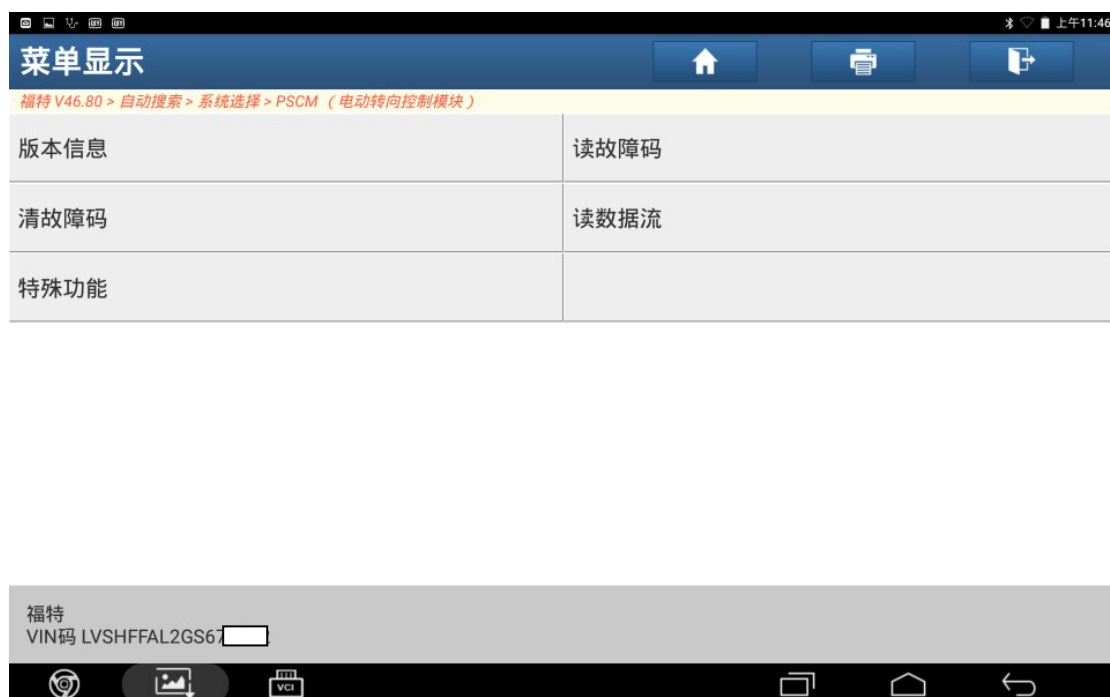 上午11:46
菜单显示
福特 V46.80 > 自动搜索 > 系统选择 > PSCM （电动转向控制模块）
版本信息
读故障码
清故障码
读数据流
特殊功能
福特
VIN码 LVSHFFAL2GS67
VCI